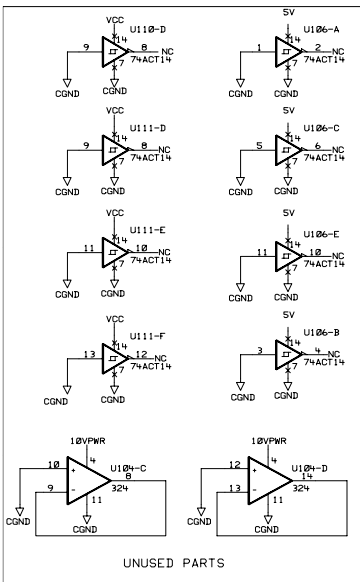 VCC
U110-D
14
9
8
NC
74ACT14
7
CGND
CGND
5V
U106-A
14
1
2
NC
74ACT14
7
CGND
CGND
VCC
U111-D
14
9
8
NC
74ACT14
7
CGND
CGND
5V
U106-C
14
5
6
NC
74ACT14
7
CGND
CGND
VCC
U111-E
14
11
10
NC
74ACT14
7
CGND
CGND
5V
U106-E
14
11
10
NC
74ACT14
7
CGND
CGND
VCC
U111-F
14
13
12
NC
74ACT14
7
CGND
CGND
5V
U106-B
14
3
4
NC
74ACT14
7
CGND
CGND
10VPWR
4
U104-C
10
+
8
9
-
324
11
CGND
CGND
10VPWR
4
U104-D
12
+
14
13
-
324
11
CGND
CGND
UNUSED PARTS